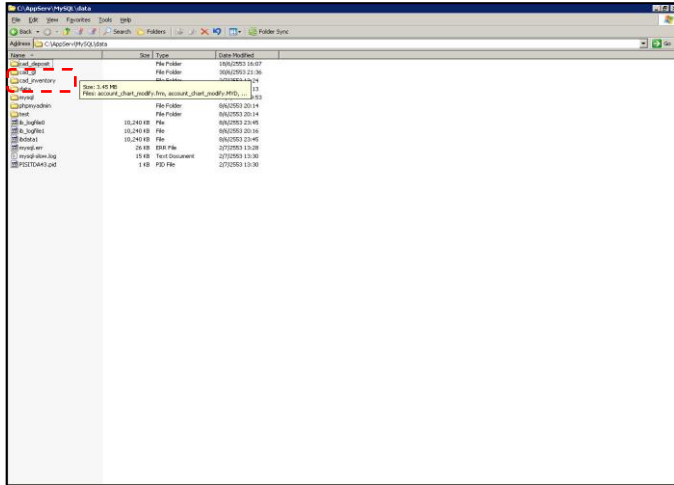 C:\AppServ\MySQL\data
File Edit View Favorites Tools Help
Back Search Folders Folder Sync
Address C:\AppServ\MySQL\data Go
Name Size Type Date Modified
cad_deposit File Folder 18/6/2553 16:07
File Folder 30/6/2553 21:36
cad_inventory
data
mysql
Size: 3.45 MB
Files: account_chart_modify.frm, account_chart_modify.MYD, ...
phpmyadmin File Folder 8/6/2553 20:14
test File Folder 8/6/2553 20:14
ib_logfile0 10,240 KB File 8/6/2553 23:45
ib_logfile1 10,240 KB File 8/6/2553 20:16
ibdata1 10,240 KB File 8/6/2553 23:45
mysql.err 26 KB ERR File 2/7/2553 13:28
mysql-slow.log 15 KB Text Document 2/7/2553 13:30
1 KB PID File 2/7/2553 13:30